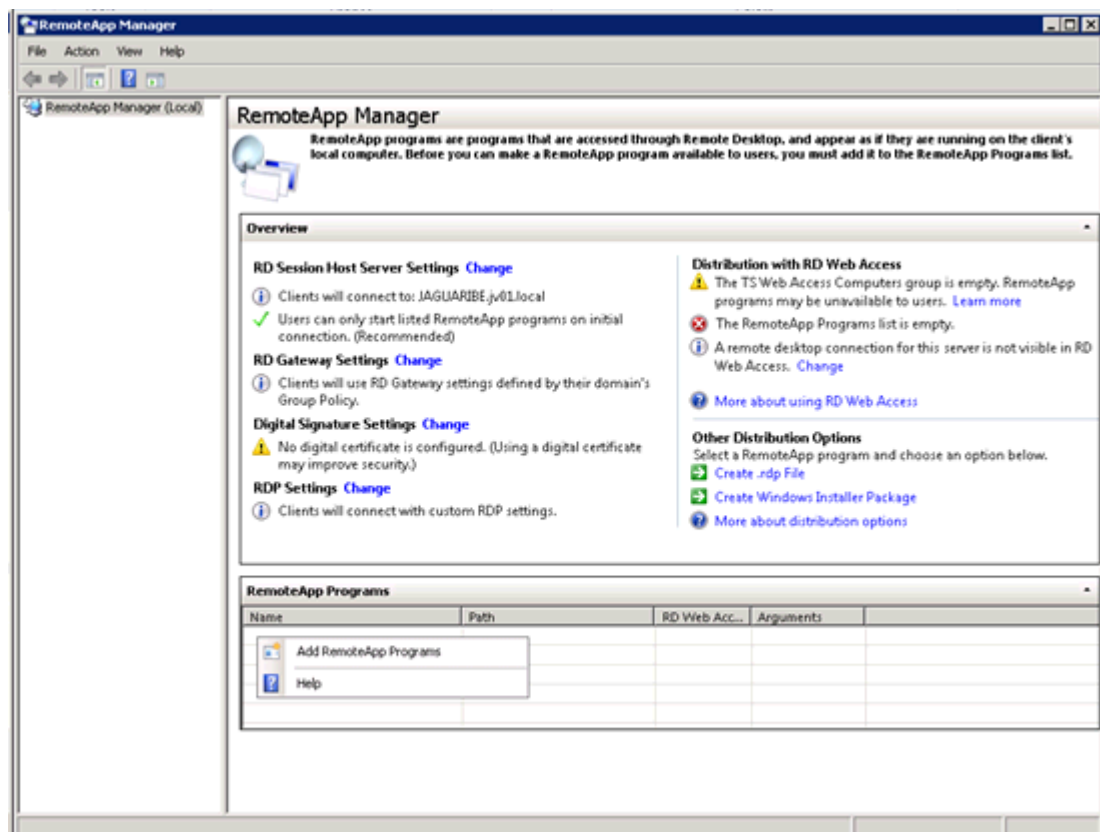 RemoteApp Manager
File Action View Help
RemoteApp Manager (Local)
RemoteApp Manager
RemoteApp programs are programs that are accessed through Remote Desktop, and appear as if they are running on the client's
local computer. Before you can make a RemoteApp program available to users, you must add it to the RemoteApp Programs list.
Overview
RD Session Host Server Settings Change
Clients will connect to: JAGUARIBE.jv01.local
Users can only start listed RemoteApp programs on initial
connection. (Recommended)
RD Gateway Settings Change
Clients will use RD Gateway settings defined by their domain's
Group Policy.
Digital Signature Settings Change
No digital certificate is configured. (Using a digital certificate
may improve security.)
RDP Settings Change
Clients will connect with custom RDP settings.
Distribution with RD Web Access
The TS Web Access Computers group is empty. RemoteApp
programs may be unavailable to users. Learn more
The RemoteApp Programs list is empty.
A remote desktop connection for this server is not visible in RD
Web Access. Change
More about using RD Web Access
Other Distribution Options
Select a RemoteApp program and choose an option below.
Create .rdp File
Create Windows Installer Package
More about distribution options
RemoteApp Programs
Name Path RD Web Acc... Arguments
Add RemoteApp Programs
Help